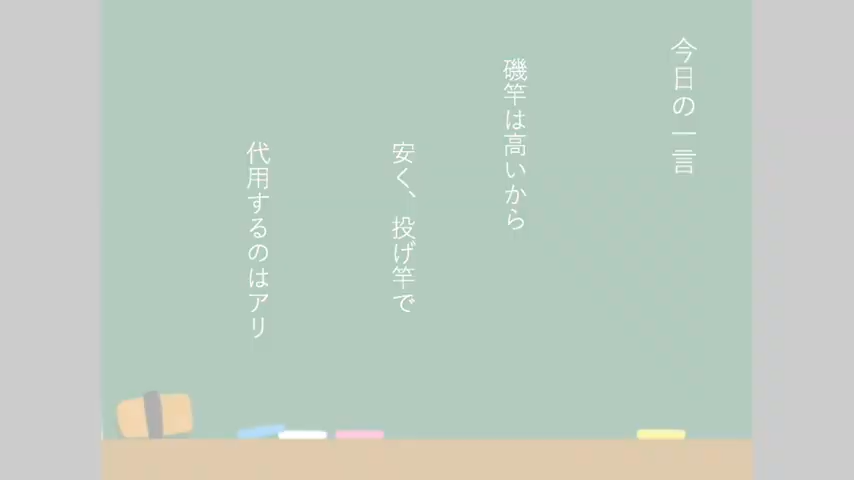 今日の一言
磯竿は高いから
安く、投げ竿で
代用するのはアリ